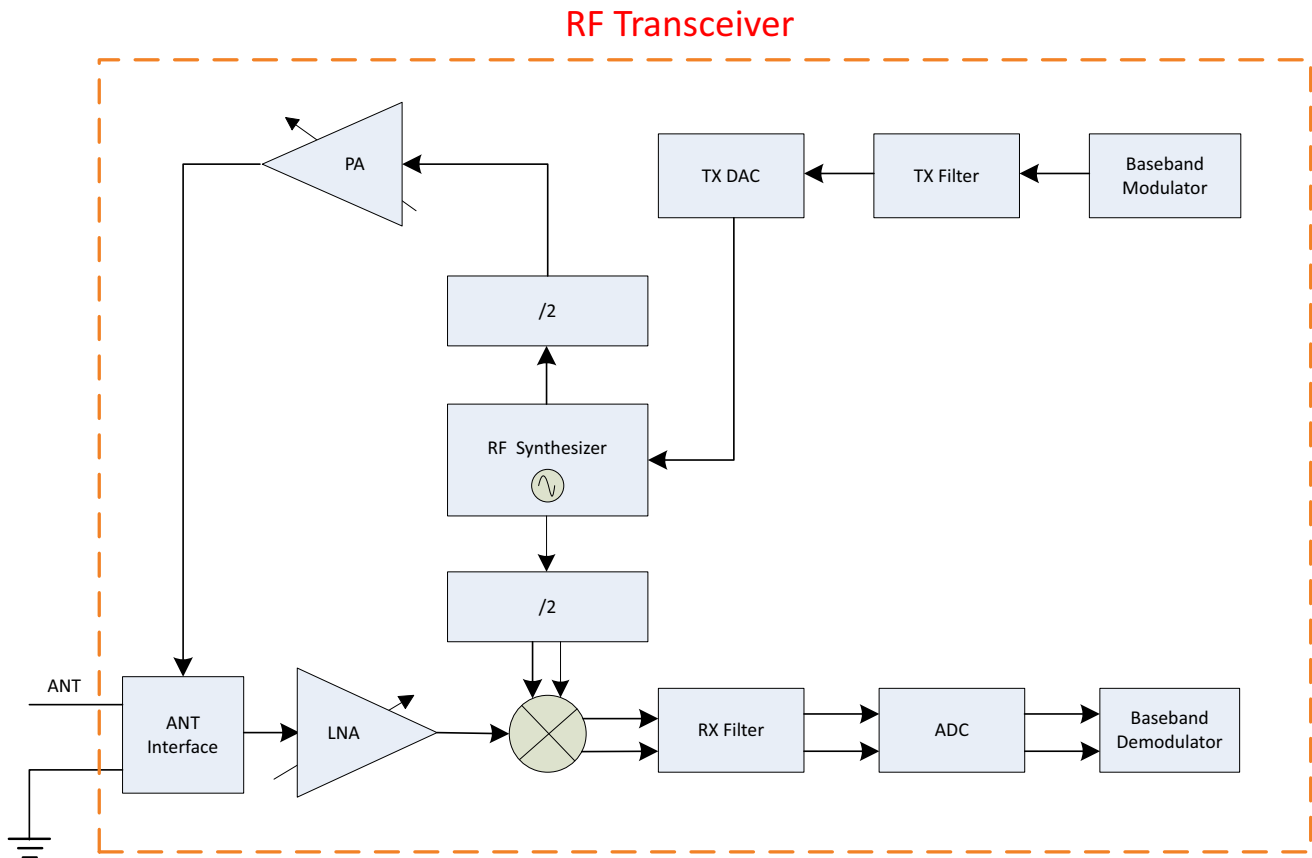 RF Transceiver
PA
TX DAC
TX Filter
Baseband
Modulator
/2
RF Synthesizer
/2
ANT
ANT
Interface
LNA
RX Filter
ADC
Baseband
Demodulator